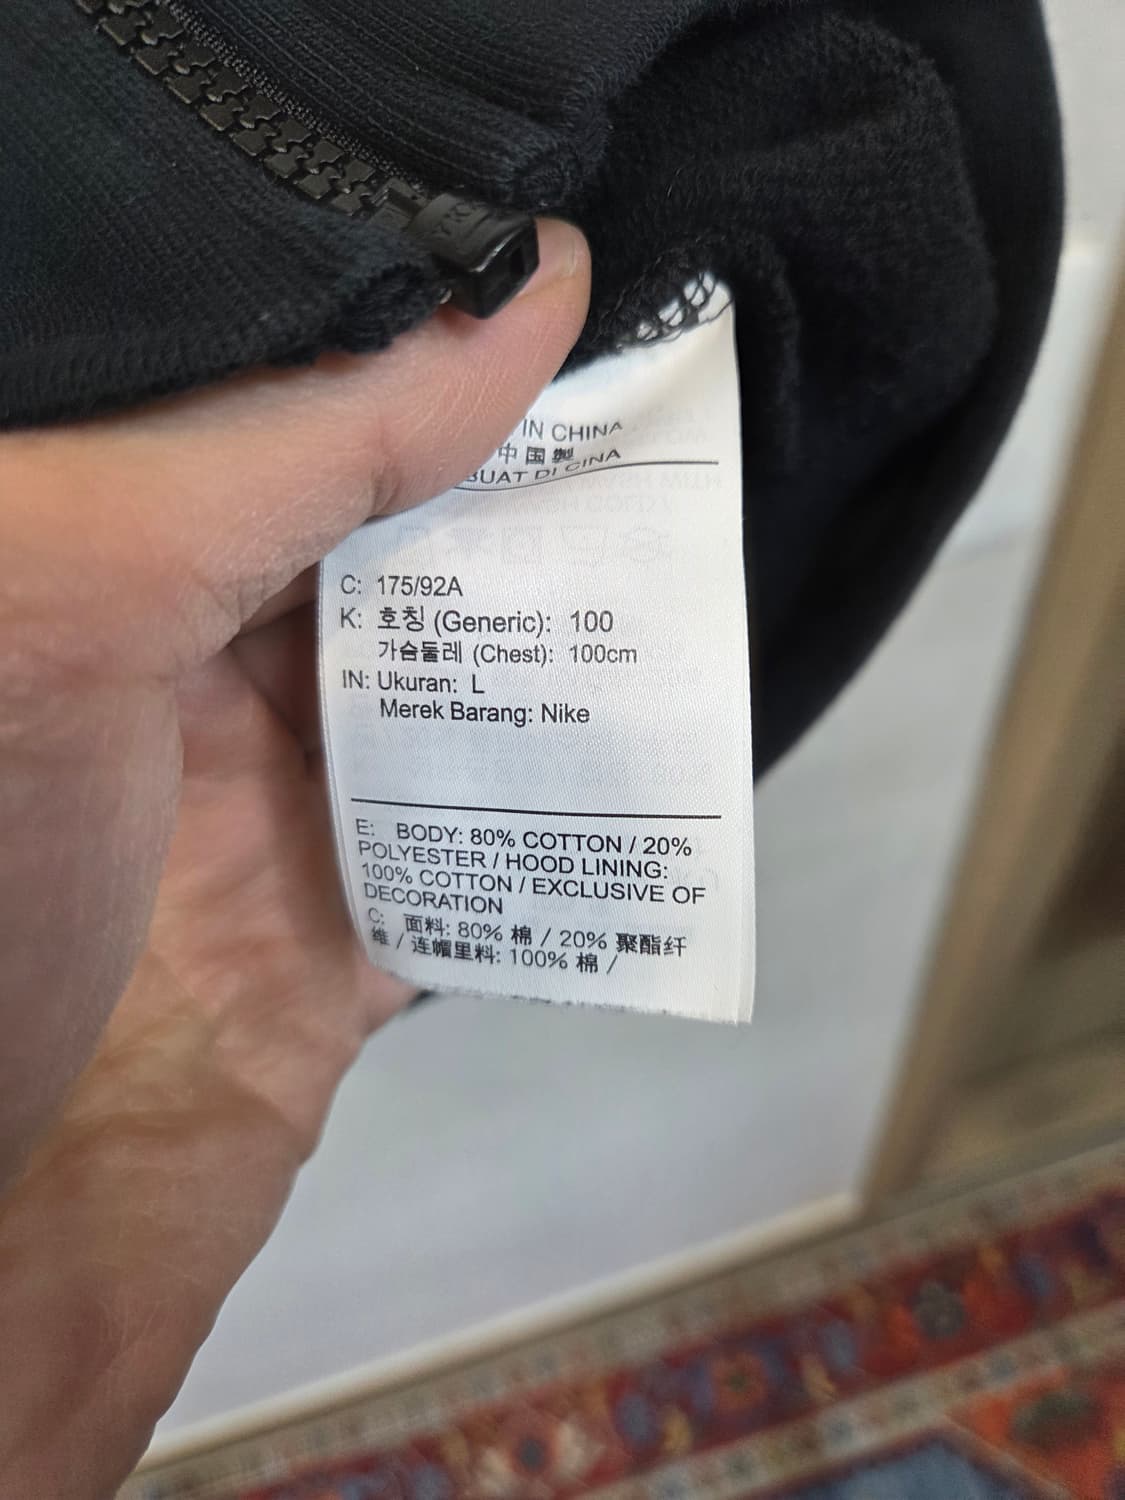 YKK
IN CHINA
中国製
BUAT DI CINA
C: 175/92A
K: 호칭 (Generic): 100
가슴둘레 (Chest): 100cm
IN: Ukuran: L
Merek Barang: Nike
E: BODY: 80% COTTON / 20%
POLYESTER / HOOD LINING:
100% COTTON / EXCLUSIVE OF
DECORATION
C: 面料: 80% 棉 / 20% 聚酯纤
维 / 连帽里料: 100% 棉 /